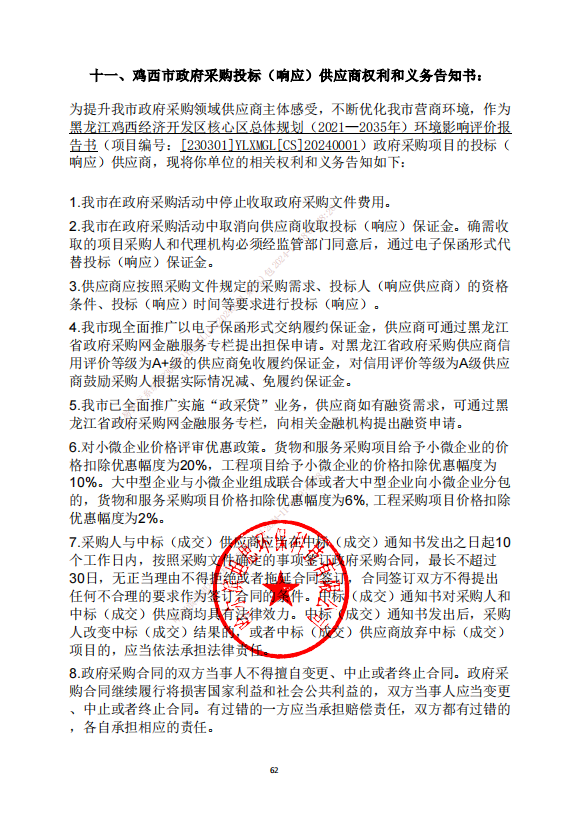 十一、鸡西市政府采购投标（响应）供应商权利和义务告知书：
为提升我市政府采购领域供应商主体感受，不断优化我市营商环境，作为
黑龙江鸡西经济开发区核心区总体规划（2021—2035年）环境影响评价报
告书（项目编号：[230301]YLXMGL[CS]20240001）政府采购项目的投标（
响应）供应商，现将你单位的相关权利和义务告知如下：
1.我市在政府采购活动中停止收取政府采购文件费用。
2.我市在政府采购活动中取消向供应商收取投标（响应）保证金。确需收
取的项目采购人和代理机构必须经监管部门同意后，通过电子保函形式代
替投标（响应）保证金。
3.供应商应按照采购文件规定的采购需求、投标人（响应供应商）的资格
条件、投标（响应）时间等要求进行投标（响应）。
4.我市现全面推广以电子保函形式交纳履约保证金，供应商可通过黑龙江
省政府采购网金融服务专栏提出担保申请。对黑龙江省政府采购供应商信
用评价等级为A+级的供应商免收履约保证金，对信用评价等级为A级供应
商鼓励采购人根据实际情况减、免履约保证金。
5.我市已全面推广实施“政采贷”业务，供应商如有融资需求，可通过黑
龙江省政府采购网金融服务专栏，向相关金融机构提出融资申请。
6.对小微企业价格评审优惠政策。货物和服务采购项目给予小微企业的价
格扣除优惠幅度为20%，工程项目给予小微企业的价格扣除优惠幅度为
10%。大中型企业与小微企业组成联合体或者大中型企业向小微企业分包
的，货物和服务采购项目价格扣除优惠幅度为6%, 工程采购项目价格扣除
优惠幅度为2%。
7.采购人与中标（成交）供应商应当在中标（成交）通知书发出之日起10
个工作日内，按照采购文件确定的事项签订政府采购合同，最长不超过
30日，无正当理由不得拒绝或者拖延合同签订，合同签订双方不得提出
任何不合理的要求作为签订合同的条件。中标（成交）通知书对采购人和
中标（成交）供应商均具有法律效力。中标（成交）通知书发出后，采购
人改变中标（成交）结果的，或者中标（成交）供应商放弃中标（成交）
项目的，应当依法承担法律责任。
8.政府采购合同的双方当事人不得擅自变更、中止或者终止合同。政府采
购合同继续履行将损害国家利益和社会公共利益的，双方当事人应当变更
、中止或者终止合同。有过错的一方应当承担赔偿责任，双方都有过错的
，各自承担相应的责任。
62